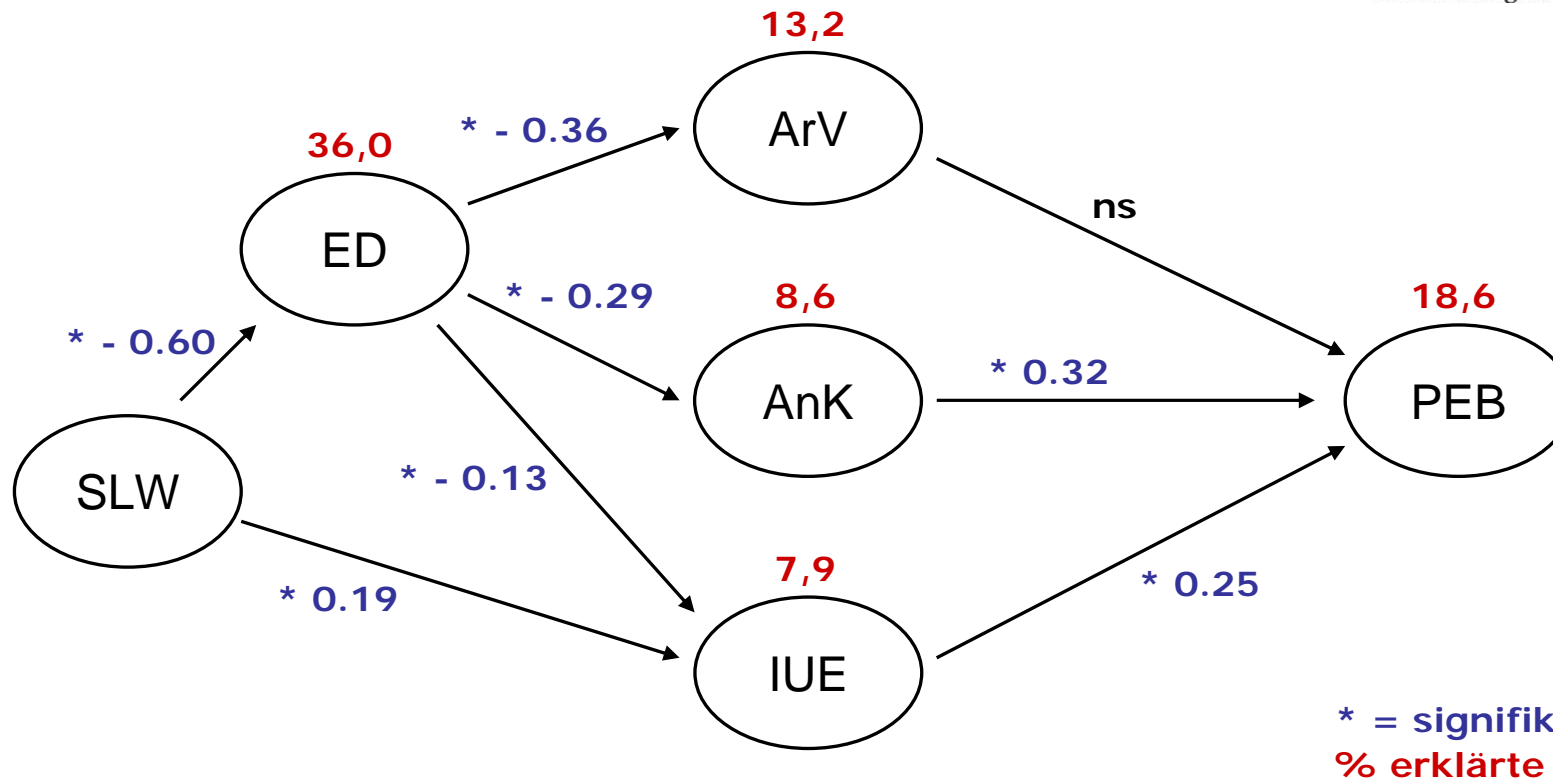 13,2
ArV
* - 0.36
36,0
ED
ns
* - 0.29
8,6
18,6
* - 0.60
* 0.32
AnK
PEB
* - 0.13
SLW
7,9
* 0.25
* 0.19
IUE
* = signifik
% erklärte